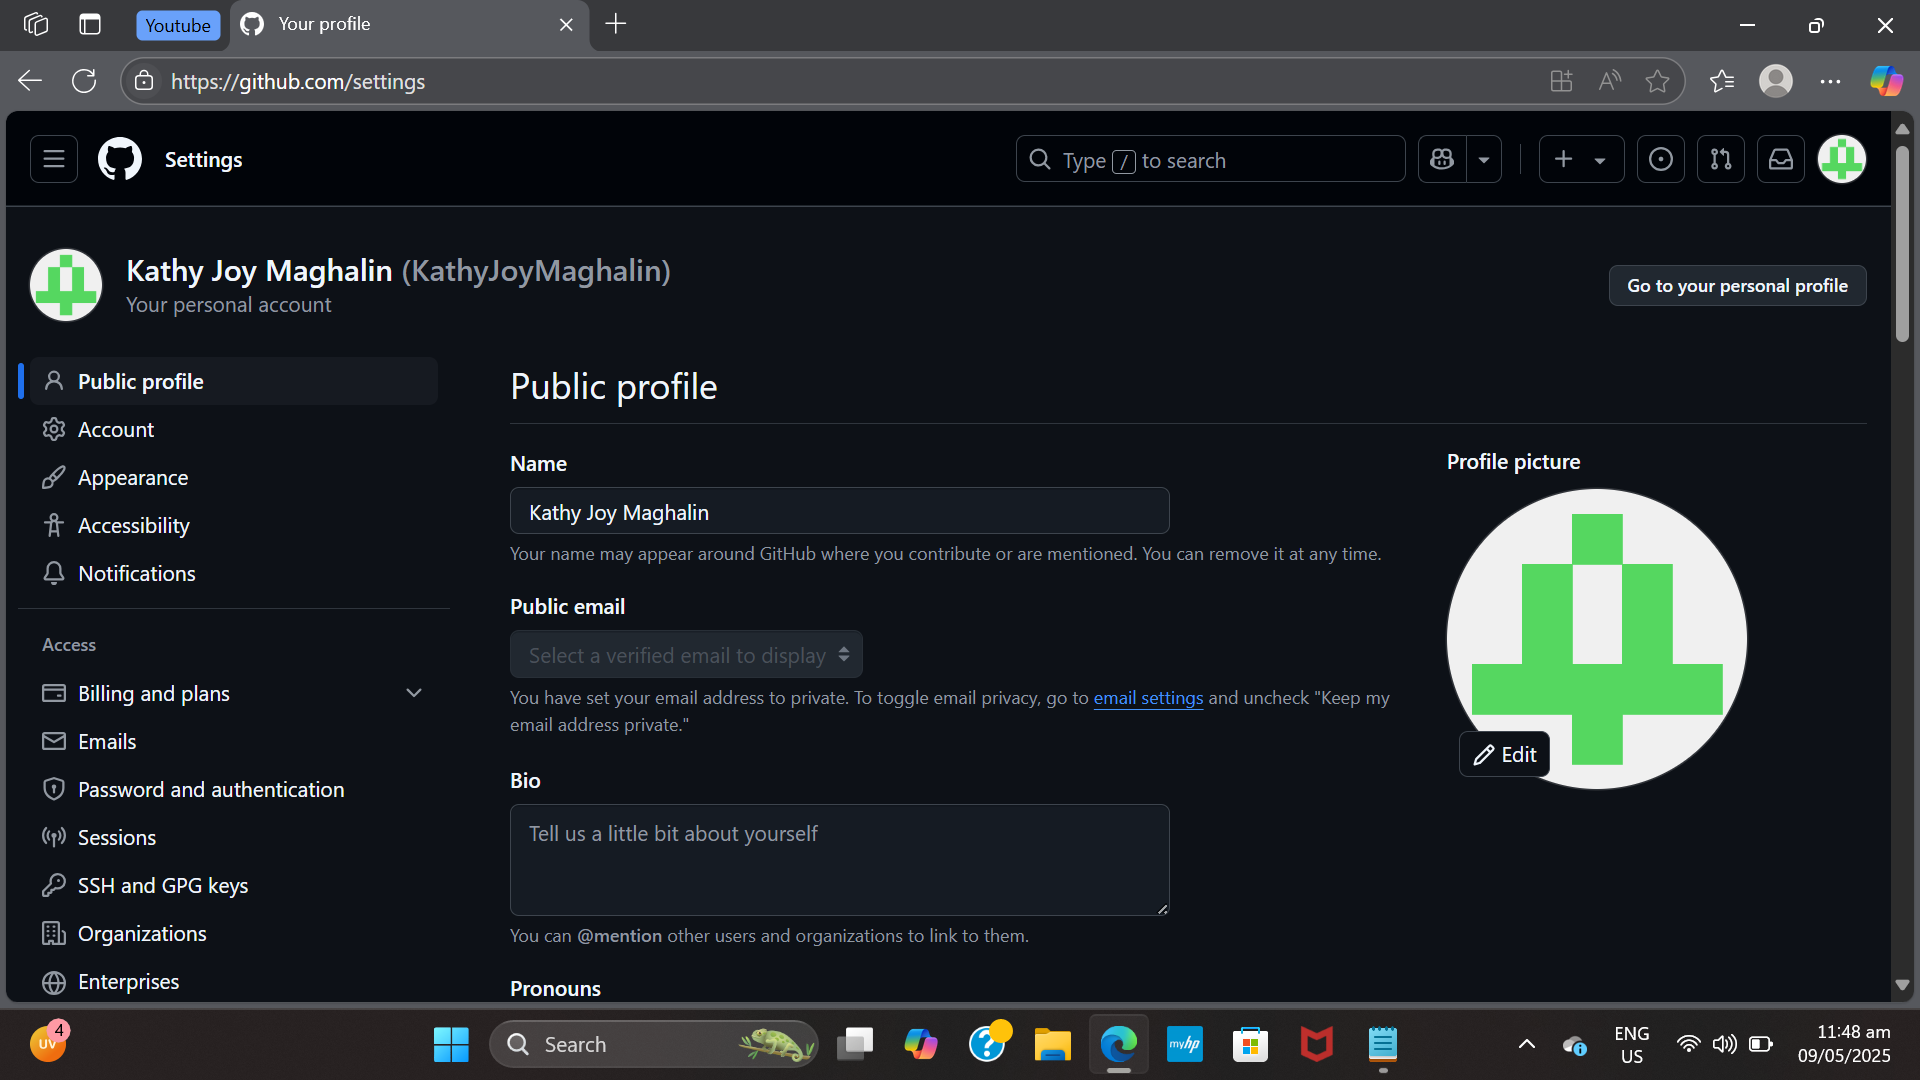 Youtube
Your profile
https://github.com/settings
Settings
Type / to search
Kathy Joy Maghalin (KathyJoyMaghalin)
Your personal account
Go to your personal profile
Public profile
Account
Appearance
Accessibility
Notifications
Access
Billing and plans
Emails
Password and authentication
Sessions
SSH and GPG keys
Organizations
Enterprises
Public profile
Name
Kathy Joy Maghalin
Your name may appear around GitHub where you contribute or are mentioned. You can remove it at any time.
Public email
Select a verified email to display
You have set your email address to private. To toggle email privacy, go to email settings and uncheck "Keep my
email address private."
Bio
Tell us a little bit about yourself
You can @mention other users and organizations to link to them.
Pronouns
Profile picture
Edit
UV
4
Search
myhp
ENG
US
11:48 am
09/05/2025